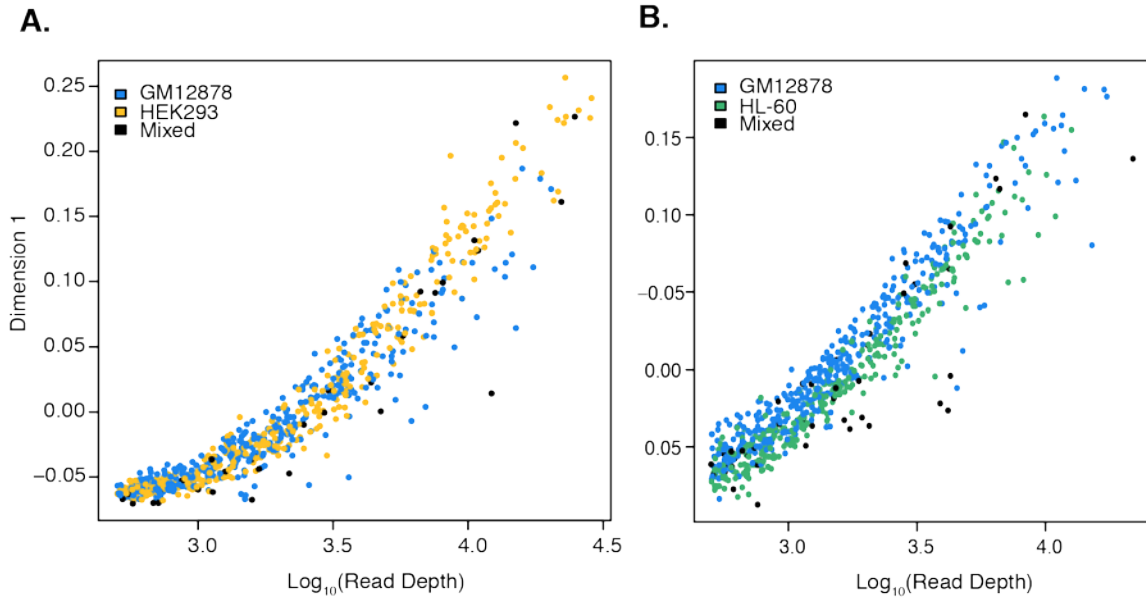 A.
GM12878
HEK293
Mixed
0.25
0.20
0.15
0.10
0.05
0.00
−0.05
Dimension 1
3.0 3.5 4.0 4.5
Log10(Read Depth)
B.
GM12878
HL-60
Mixed
0.15
0.10
−0.05
0.00
0.05
3.0 3.5 4.0
Log10(Read Depth)